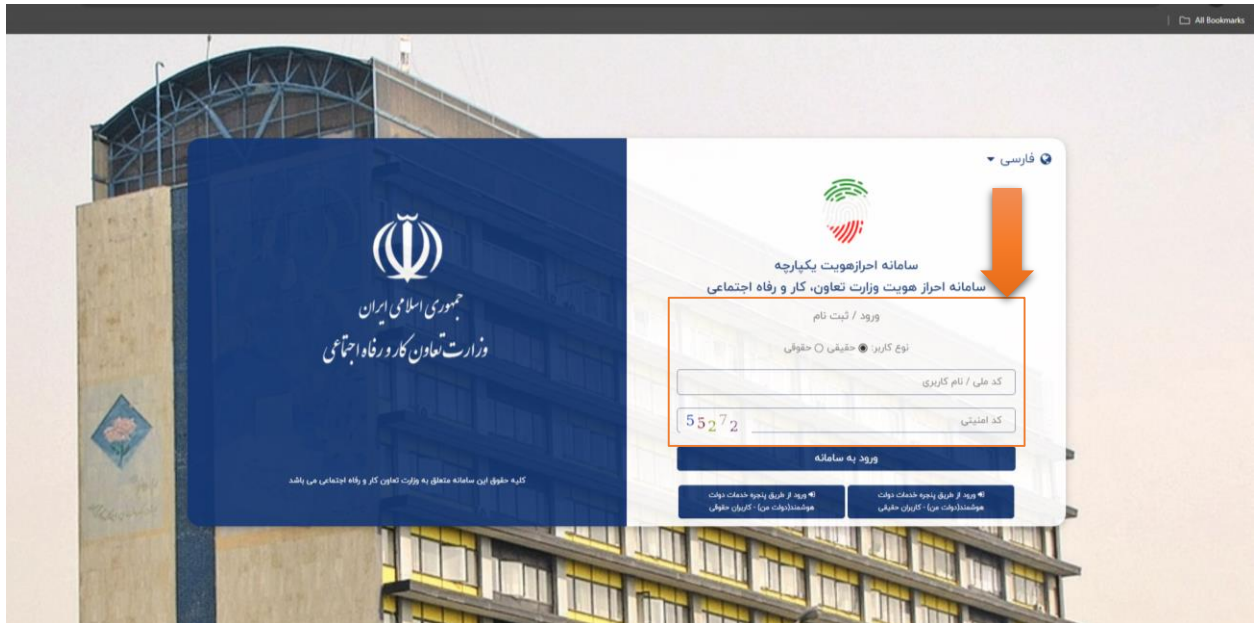 All Bookmarks
فارسی
سامانه احرازهویت یکپارچه
سامانه احراز هویت وزارت تعاون، کار و رفاه اجتماعی
ورود / ثبت نام
نوع کاربر: حقیقی حقوقی
کد ملی / نام کاربری
کد امنیتی
55272
ورود به سامانه
ورود از طریق پنجره خدمات دولت
هوشمند(دولت من) - کاربران حقیقی
ورود از طریق پنجره خدمات دولت
هوشمند(دولت من) - کاربران حقوقی
جمهوری اسلامی ایران
وزارت تعاون کار و رفاه اجتماعی
کلیه حقوق این سامانه متعلق به وزارت تعاون کار و رفاه اجتماعی می باشد